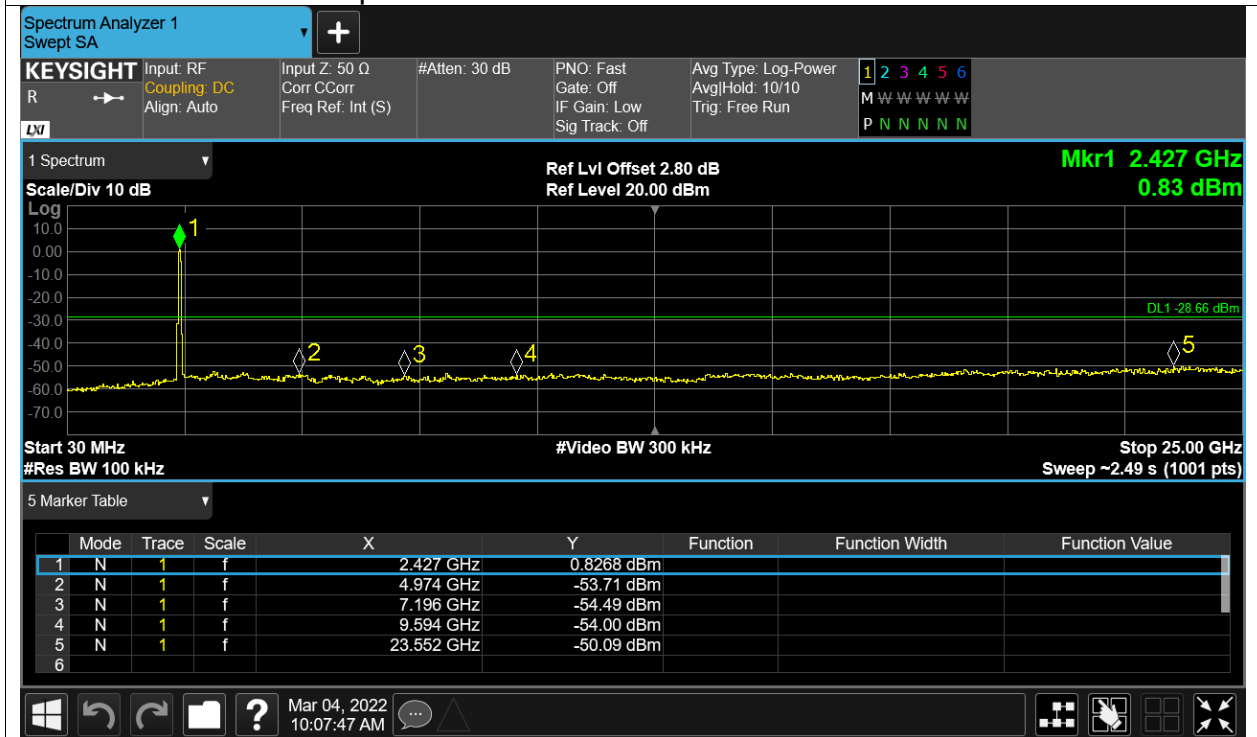 Spectrum Analyzer 1
Swept SA
KEYSIGHT
R
LXI
Input: RF
Coupling: DC
Align: Auto
Input Z: 50 Ω
Corr CCorr
Freq Ref: Int (S)
#Atten: 30 dB
PNO: Fast
Gate: Off
IF Gain: Low
Sig Track: Off
Avg Type: Log-Power
Avg|Hold: 10/10
Trig: Free Run
1 2 3 4 5 6
M W W W W W
P N N N N N
1 Spectrum
Scale/Div 10 dB
Ref Lvl Offset 2.80 dB
Ref Level 20.00 dBm
Mkr1 2.427 GHz
0.83 dBm
Log
10.0
0.00
-10.0
-20.0
-30.0
-40.0
-50.0
-60.0
-70.0
1
2
3
4
5
DL1 -28.66 dBm
Start 30 MHz
#Res BW 100 kHz
#Video BW 300 kHz
Stop 25.00 GHz
Sweep ~2.49 s (1001 pts)
5 Marker Table
Mode Trace Scale X Y Function Function Width Function Value
1 N 1 f 2.427 GHz 0.8268 dBm
2 N 1 f 4.974 GHz -53.71 dBm
3 N 1 f 7.196 GHz -54.49 dBm
4 N 1 f 9.594 GHz -54.00 dBm
5 N 1 f 23.552 GHz -50.09 dBm
6
?
Mar 04, 2022
10:07:47 AM